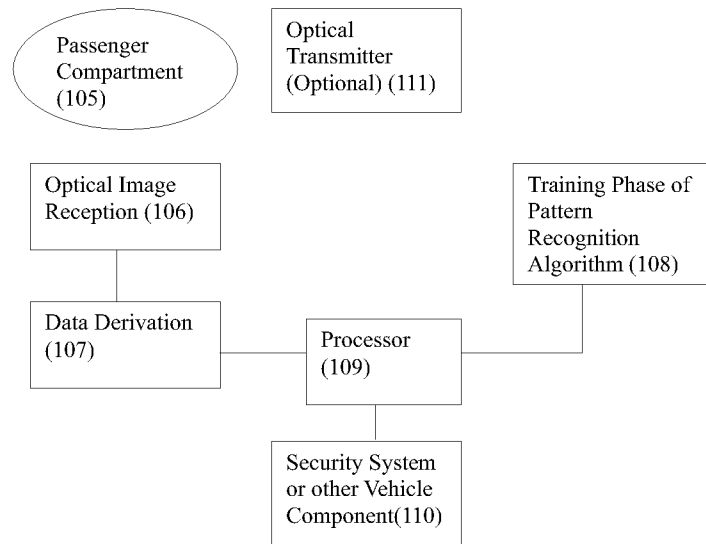 Passenger
Compartment
(105)
Optical
Transmitter
(Optional) (111)
Optical Image
Reception (106)
Training Phase of
Pattern
Recognition
Algorithm (108)
Data Derivation
(107)
Processor
(109)
Security System
or other Vehicle
Component(110)